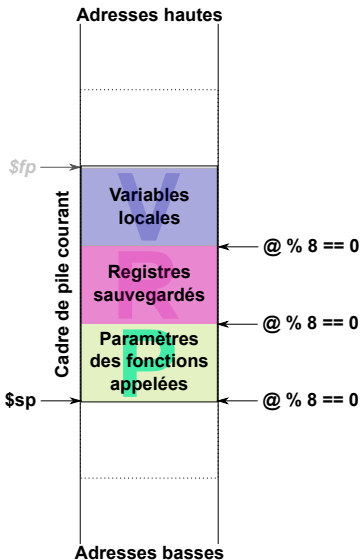 Adresses hautes
$fp
V
Variables
locales
@ % 8 == 0
Cadre de pile courant
R
Registres
sauvegardés
@ % 8 == 0
P
Paramètres
des fonctions
appelées
$sp
@ % 8 == 0
Adresses basses